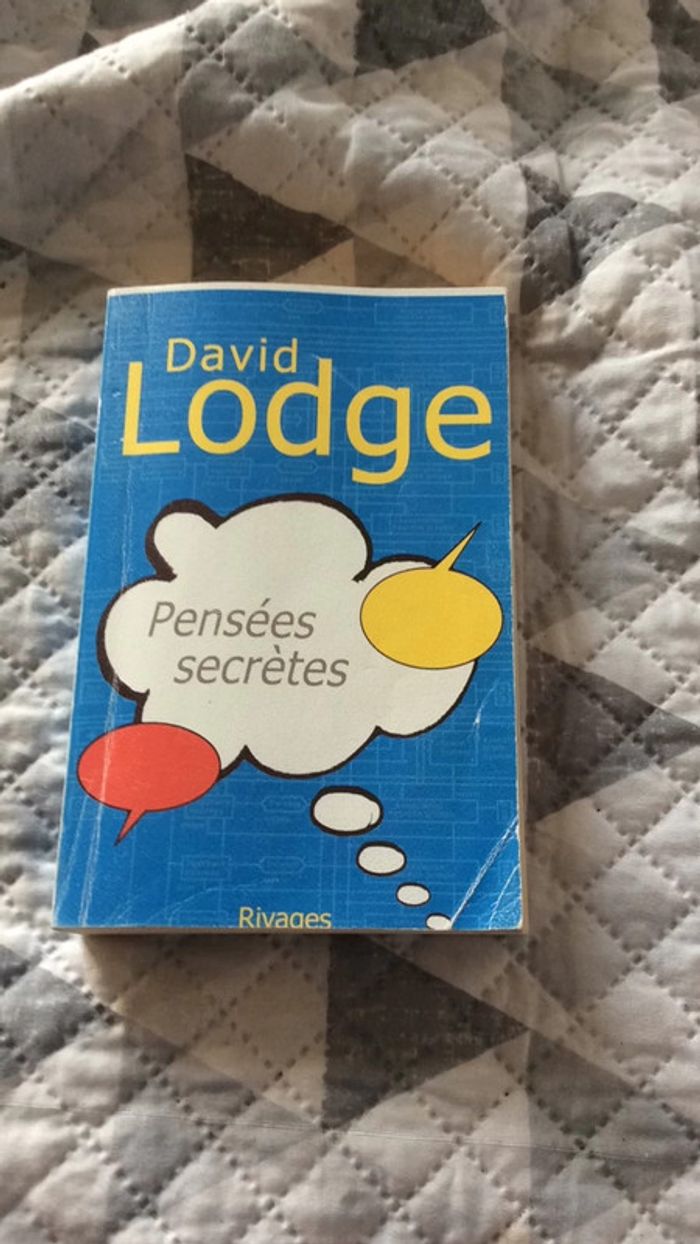 David
Lodge
Pensées
secrètes
Rivages